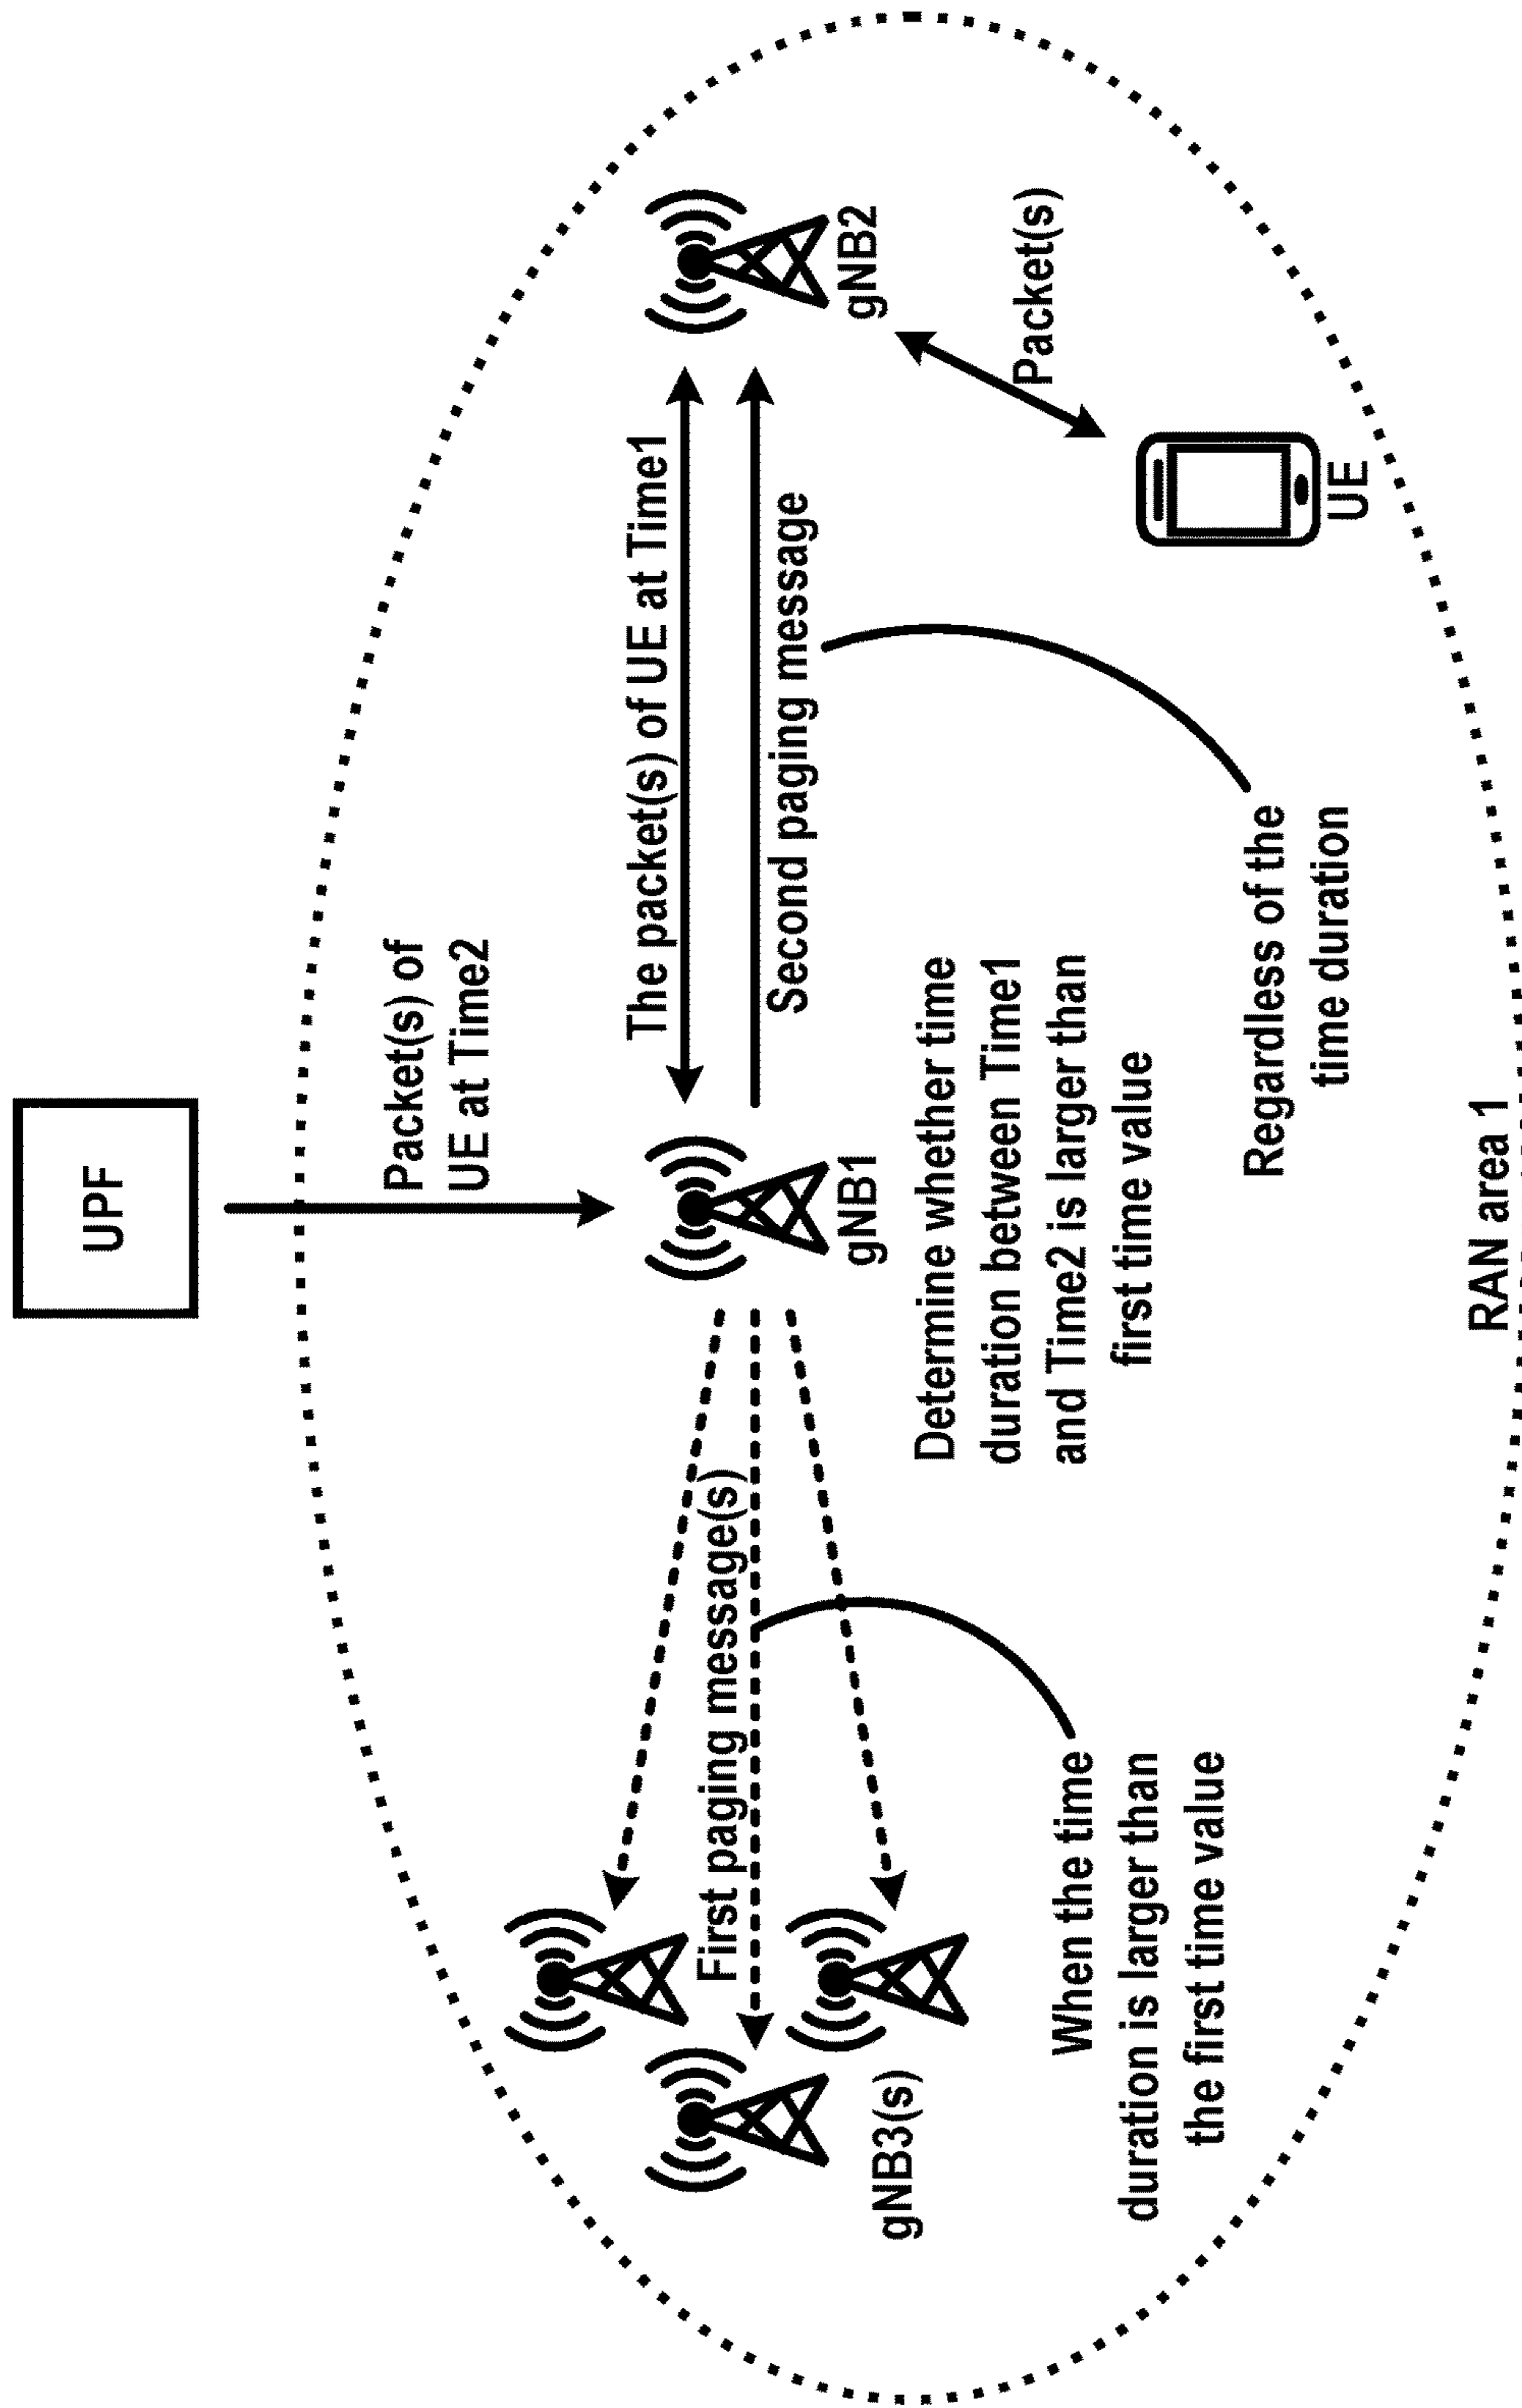 UPF
Packet(s) of
UE at Time2
The packet(s) of UE at Time1
Second paging message
First paging message(s)
gNB1
gNB2
gNB3(s)
Packet(s)
UE
Determine whether time
duration between Time1
and Time2 is larger than
first time value
When the time
duration is larger than
the first time value
Regardless of the
time duration
RAN area 1